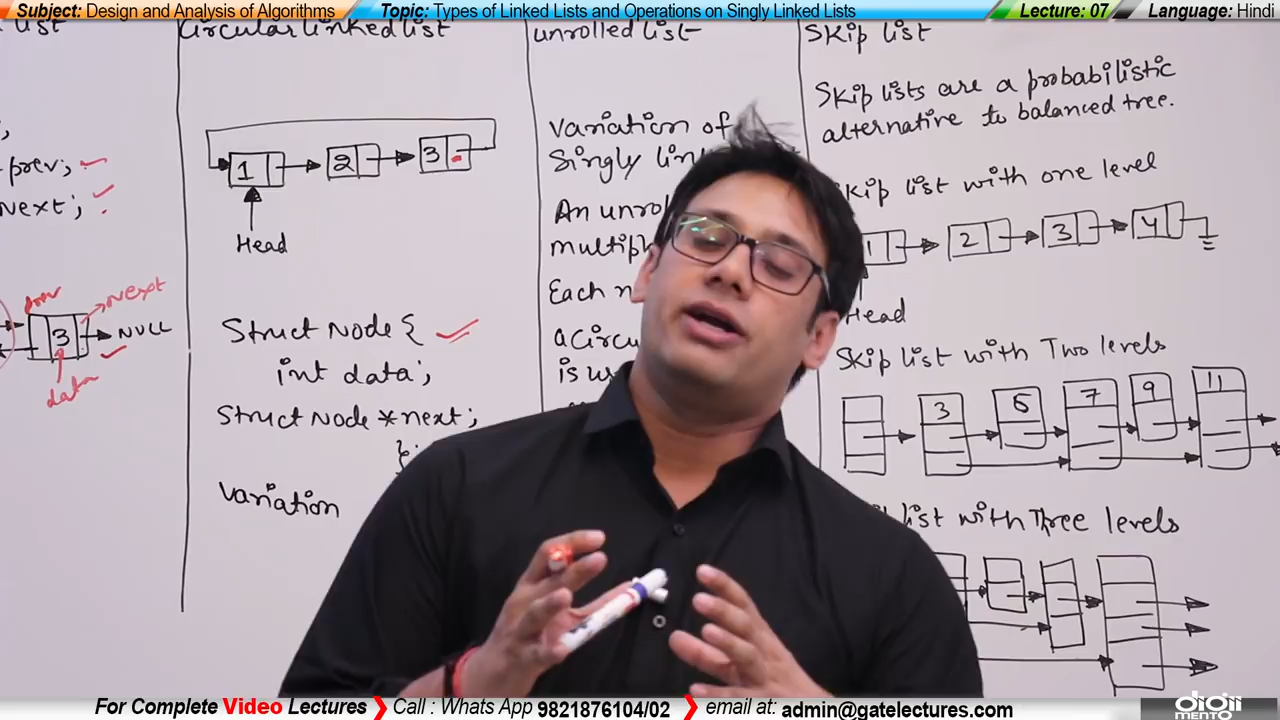 Subject: Design and Analysis of Algorithms
Topic: Types of Linked Lists and Operations on Singly Linked Lists
Lecture: 07
Language: Hindi
list
prev;
Next;
prev
Next
3
NULL
data
Circular linked list
1 2 3
Head
Struct Node {
int data;
Struct Node *next;
};
Variation
unrolled list
Variation of
Singly
An
Each
a
is
Skip list
Skip lists are a probabilistic
alternative to balanced tree.
Skip list with one level
1 2 3 4
Head
Skip list with Two levels
3 7 9 11
list with Three levels
For Complete Video Lectures
Call : Whats App 9821876104/02
email at: admin@gatelectures.com
digii
MENTO